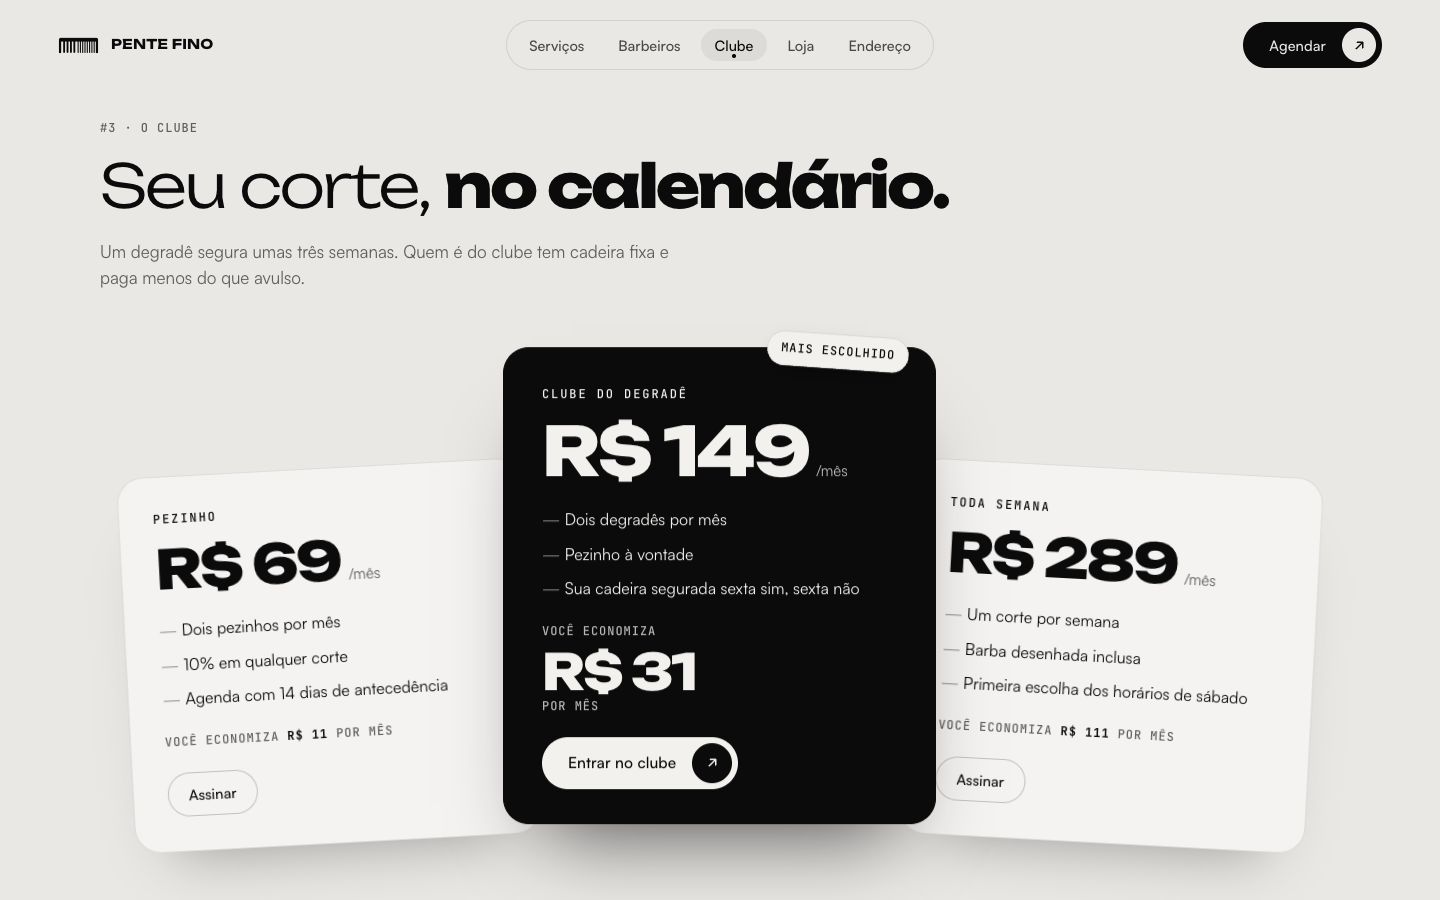 PENTE FINO
Serviços
Barbeiros
Clube
Loja
Endereço
Agendar
#3 · O CLUBE
Seu corte, no calendário.
Um degradê segura umas três semanas. Quem é do clube tem cadeira fixa e
paga menos do que avulso.
PEZINHO
R$ 69 /mês
— Dois pezinhos por mês
— 10% em qualquer corte
— Agenda com 14 dias de antecedência
VOCÊ ECONOMIZA R$ 11 POR MÊS
Assinar
MAIS ESCOLHIDO
CLUBE DO DEGRADÊ
R$ 149 /mês
— Dois degradês por mês
— Pezinho à vontade
— Sua cadeira segurada sexta sim, sexta não
VOCÊ ECONOMIZA
R$ 31
POR MÊS
Entrar no clube
TODA SEMANA
R$ 289 /mês
— Um corte por semana
— Barba desenhada inclusa
— Primeira escolha dos horários de sábado
VOCÊ ECONOMIZA R$ 111 POR MÊS
Assinar